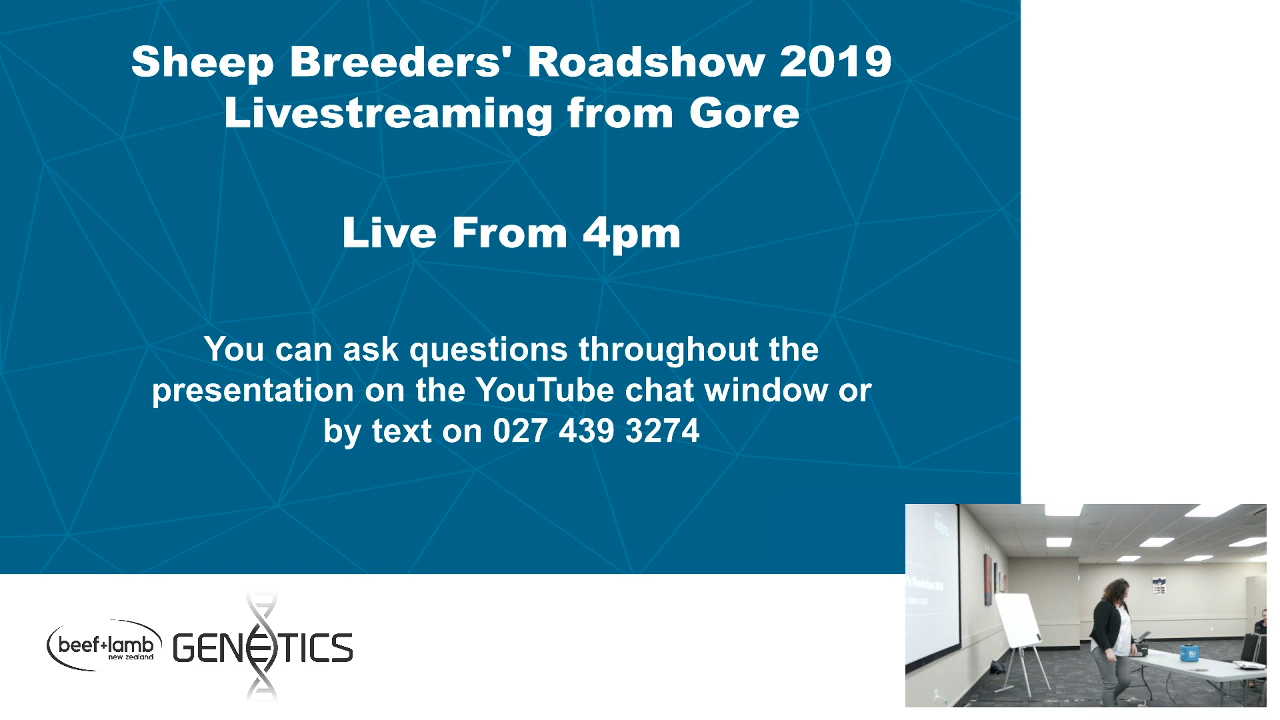 Sheep Breeders' Roadshow 2019
Livestreaming from Gore
Live From 4pm
You can ask questions throughout the
presentation on the YouTube chat window or
by text on 027 439 3274
beef+lamb
new zealand
GENETICS